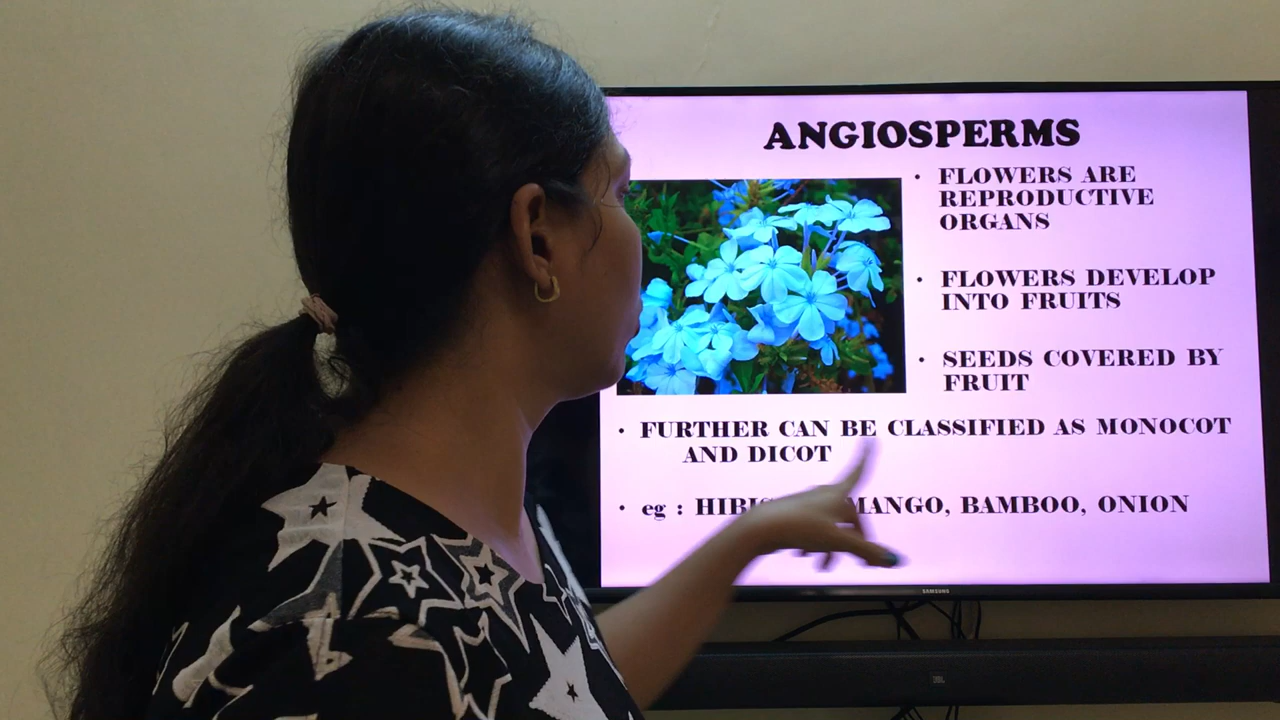 ANGIOSPERMS
• FLOWERS ARE
REPRODUCTIVE
ORGANS
• FLOWERS DEVELOP
INTO FRUITS
• SEEDS COVERED BY
FRUIT
• FURTHER CAN BE CLASSIFIED AS MONOCOT
AND DICOT
• eg : MANGO, BAMBOO, ONION
SAMSUNG
JBL